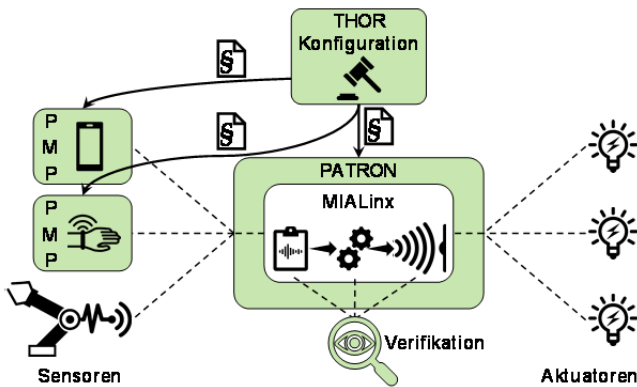 THOR
Konfiguration
§
§
§
P
M
P
PATRON
MIALinx
P
M
P
Verifikation
Sensoren
Aktuatoren